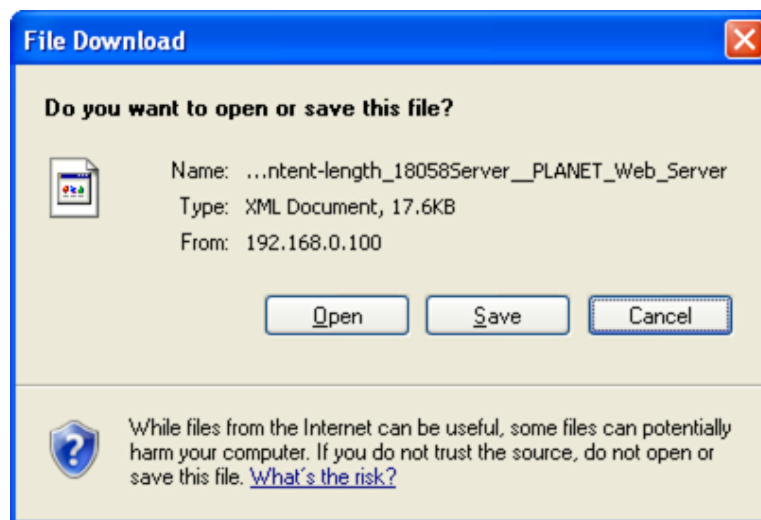 File Download
Do you want to open or save this file?
Name: ...ntent-length_18058Server__PLANET_Web_Server
Type: XML Document, 17.6KB
From: 192.168.0.100
Open Save Cancel
While files from the Internet can be useful, some files can potentially
harm your computer. If you do not trust the source, do not open or
save this file. What's the risk?